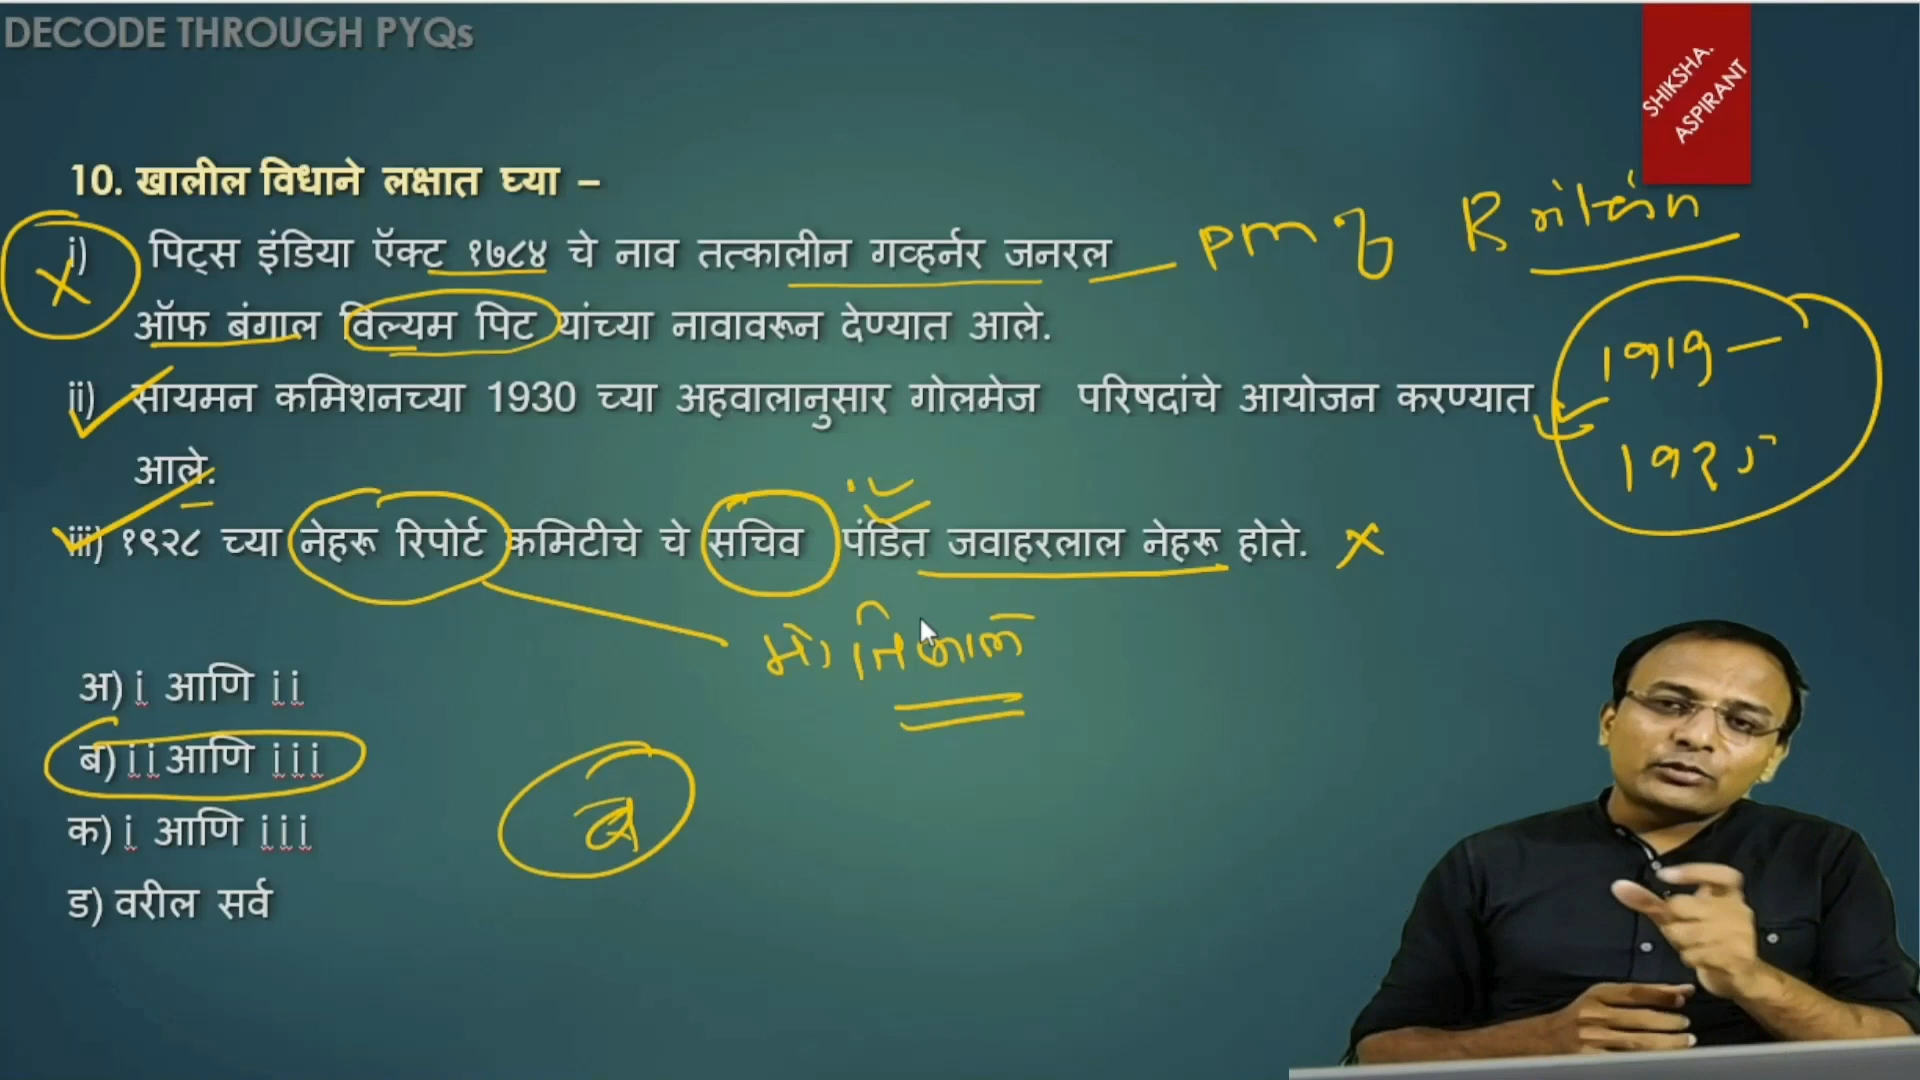 DECODE THROUGH PYQs
SHIKSHA.
ASPIRANT
10. खालील विधाने लक्षात घ्या –
i) पिट्स इंडिया ऍक्ट १७८४ चे नाव तत्कालीन गव्हर्नर जनरल
PM of Britain
ऑफ बंगाल विल्यम पिट यांच्या नावावरून देण्यात आले.
1919 –
ii) सायमन कमिशनच्या 1930 च्या अहवालानुसार गोलमेज परिषदांचे आयोजन करण्यात
आले.
iii) १९२८ च्या नेहरू रिपोर्ट कमिटीचे चे सचिव पंडित जवाहरलाल नेहरू होते.
अ) i आणि ii
ब) ii आणि iii
ब
क) i आणि iii
ड) वरील सर्व